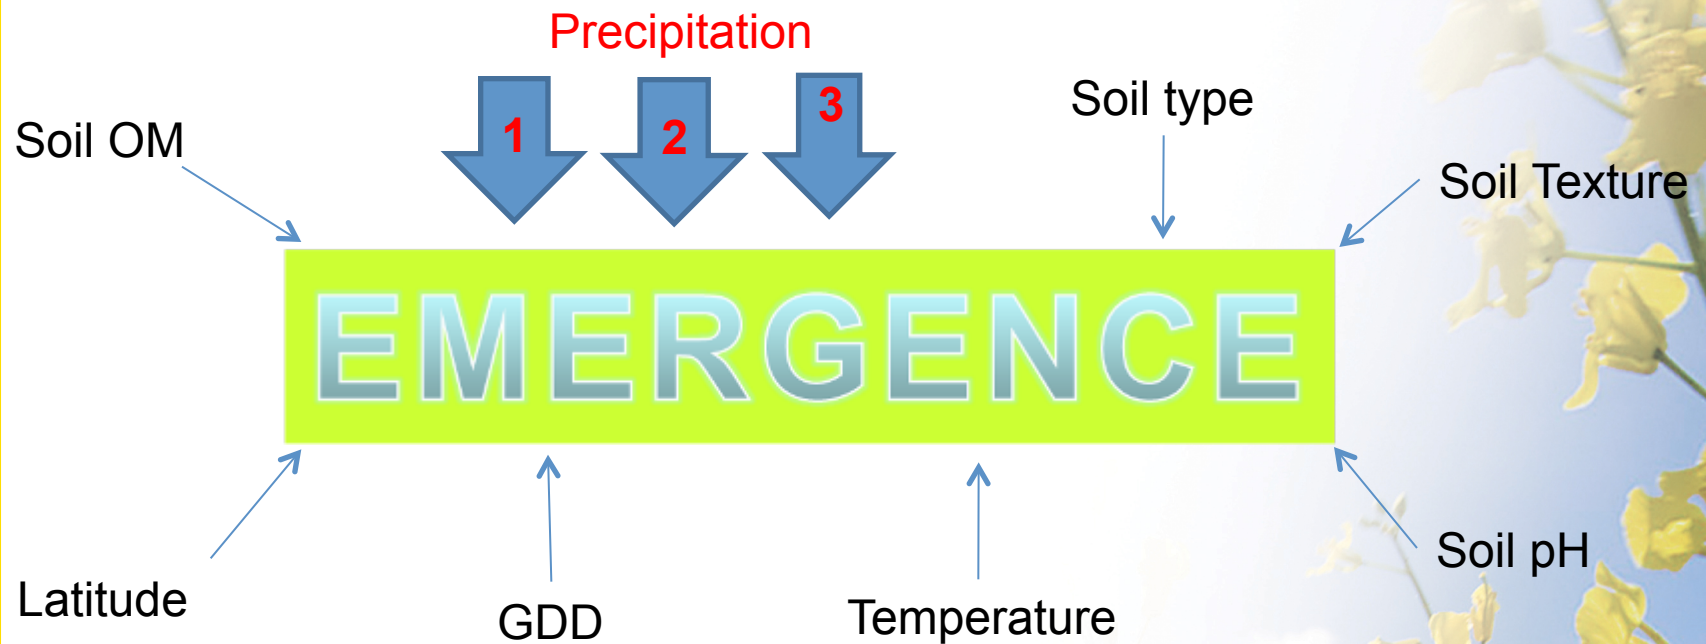 Precipitation
1 2 3
Soil type
Soil OM
Soil Texture
EMERGENCE
Soil pH
Latitude
GDD
Temperature